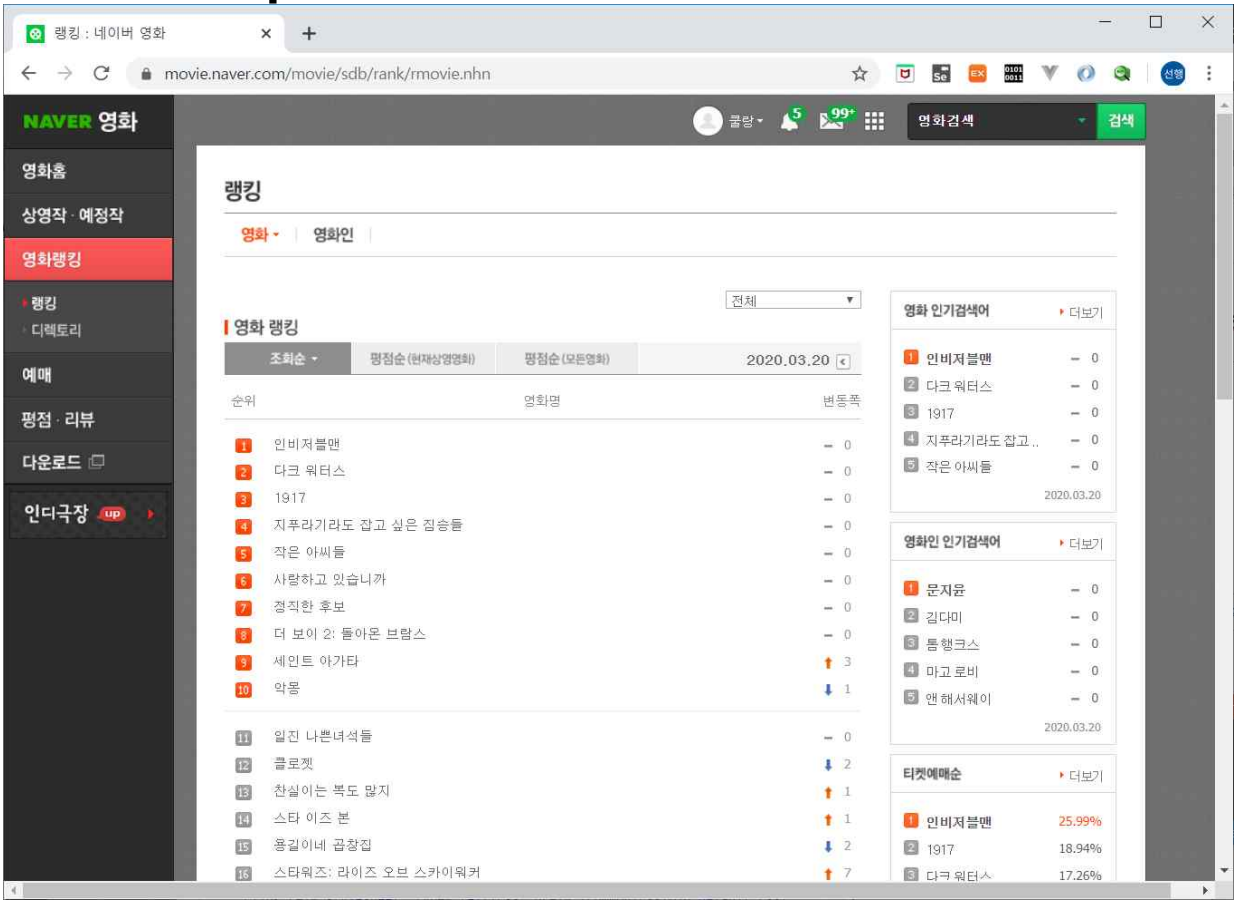 랭킹 : 네이버 영화
movie.naver.com/movie/sdb/rank/rmovie.nhn
Se EX 0101 0011 선행
NAVER 영화
쿨랑 5 99+ 영화검색 검색
영화홈
상영작 · 예정작
영화랭킹
랭킹
디렉토리
예매
평점 · 리뷰
다운로드
인디극장 up
랭킹
영화 영화인
전체
영화 랭킹
조회순 평점순 (현재상영영화) 평점순 (모든영화) 2020.03.20
순위 영화명 변동폭
1 인비저블맨 0
2 다크 워터스 0
3 1917 0
4 지푸라기라도 잡고 싶은 짐승들 0
5 작은 아씨들 0
6 사랑하고 있습니까 0
7 정직한 후보 0
8 더 보이 2: 돌아온 브람스 0
9 세인트 아가타 3
10 악몽 1
11 일진 나쁜녀석들 0
12 클로젯 2
13 찬실이는 복도 많지 1
14 스타 이즈 본 1
15 용길이네 곱창집 2
16 스타워즈: 라이즈 오브 스카이워커 7
영화 인기검색어 더보기
1 인비저블맨 0
2 다크 워터스 0
3 1917 0
4 지푸라기라도 잡고 .. 0
5 작은 아씨들 0
2020.03.20
영화인 인기검색어 더보기
1 문지윤 0
2 김다미 0
3 톰 행크스 0
4 마고 로비 0
5 앤 해서웨이 0
2020.03.20
티켓예매순 더보기
1 인비저블맨 25.99%
2 1917 18.94%
3 다크 워터스 17.26%